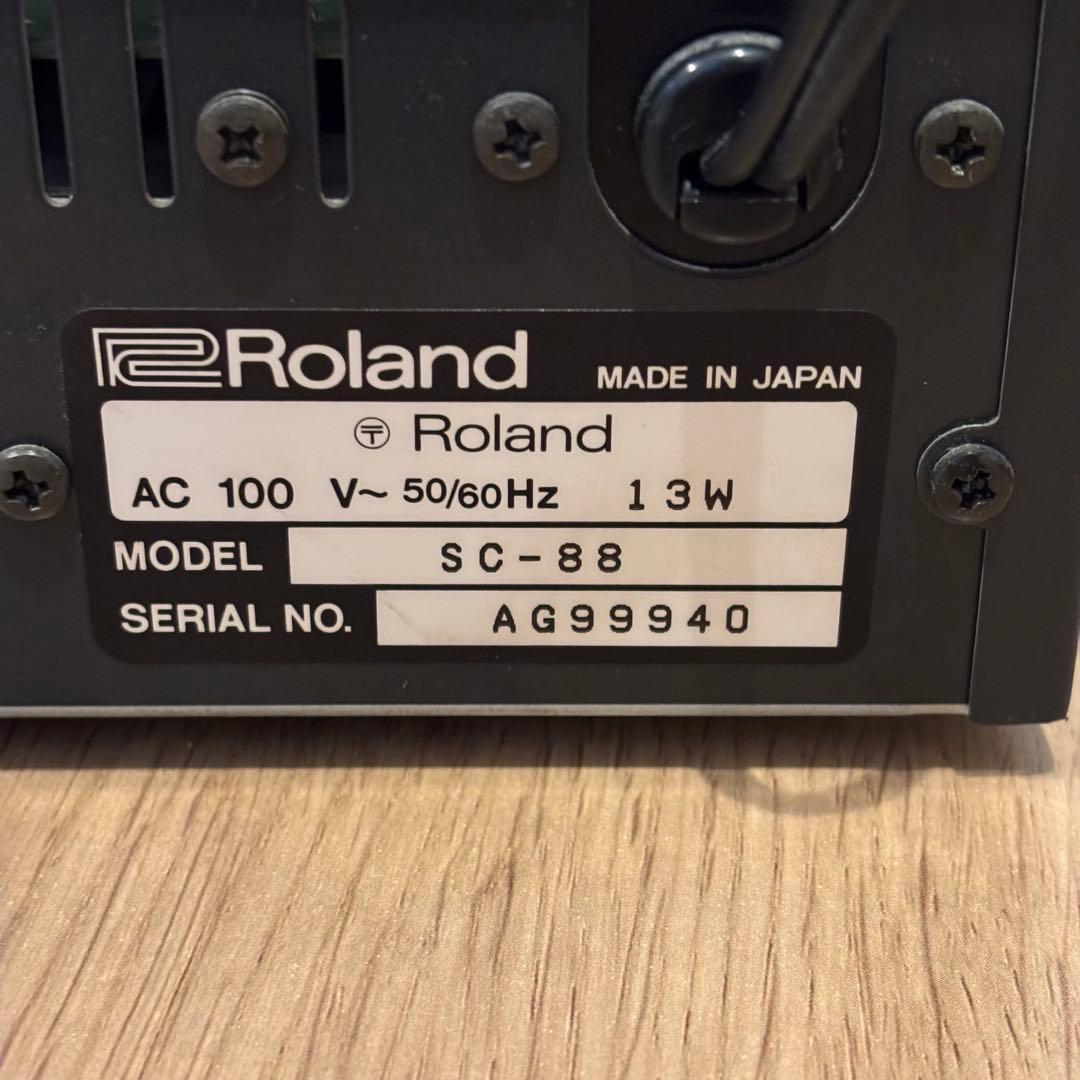 Roland MADE IN JAPAN
〶 Roland
AC 100 V~ 50/60Hz 13W
MODEL SC-88
SERIAL NO. AG99940